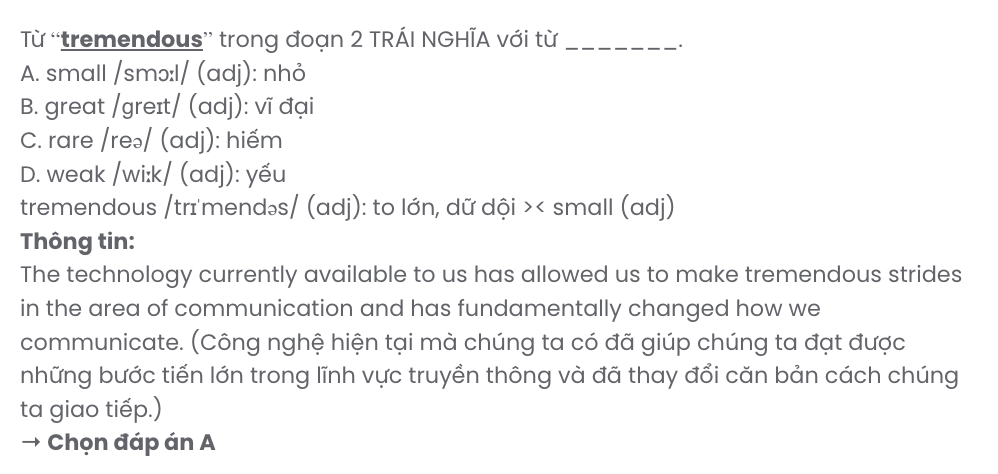 Từ “tremendous” trong đoạn 2 TRÁI NGHĨA với từ _______.
A. small /smɔːl/ (adj): nhỏ
B. great /ɡreɪt/ (adj): vĩ đại
C. rare /reə/ (adj): hiếm
D. weak /wiːk/ (adj): yếu
tremendous /trɪˈmendəs/ (adj): to lớn, dữ dội >< small (adj)
Thông tin:
The technology currently available to us has allowed us to make tremendous strides
in the area of communication and has fundamentally changed how we
communicate. (Công nghệ hiện tại mà chúng ta có đã giúp chúng ta đạt được
những bước tiến lớn trong lĩnh vực truyền thông và đã thay đổi căn bản cách chúng
ta giao tiếp.)
→ Chọn đáp án A